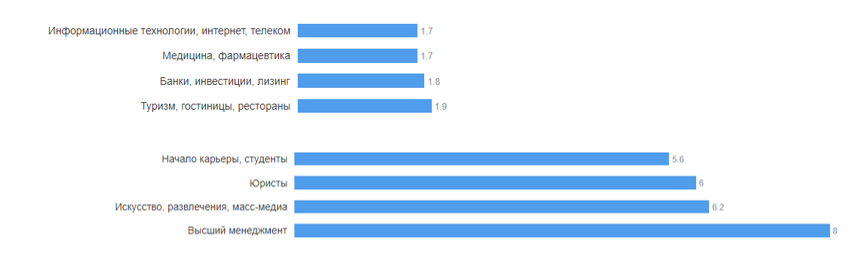 Информационные технологии, интернет, телеком 1.7
Медицина, фармацевтика 1.7
Банки, инвестиции, лизинг 1.8
Туризм, гостиницы, рестораны 1.9
Начало карьеры, студенты 5.6
Юристы 6
Искусство, развлечения, масс-медиа 6.2
Высший менеджмент 8